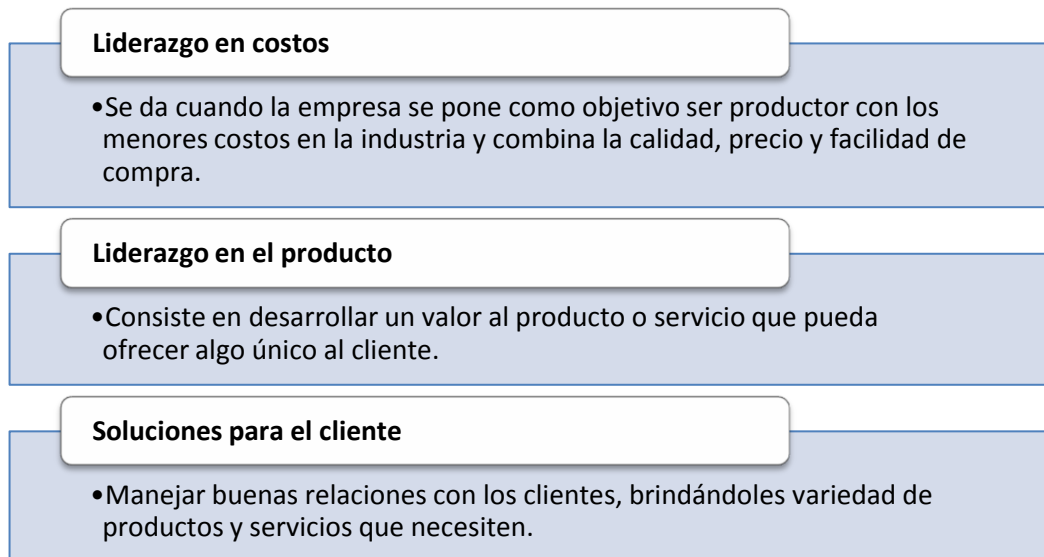 Liderazgo en costos
•Se da cuando la empresa se pone como objetivo ser productor con los
menores costos en la industria y combina la calidad, precio y facilidad de
compra.
Liderazgo en el producto
•Consiste en desarrollar un valor al producto o servicio que pueda
ofrecer algo único al cliente.
Soluciones para el cliente
•Manejar buenas relaciones con los clientes, brindándoles variedad de
productos y servicios que necesiten.